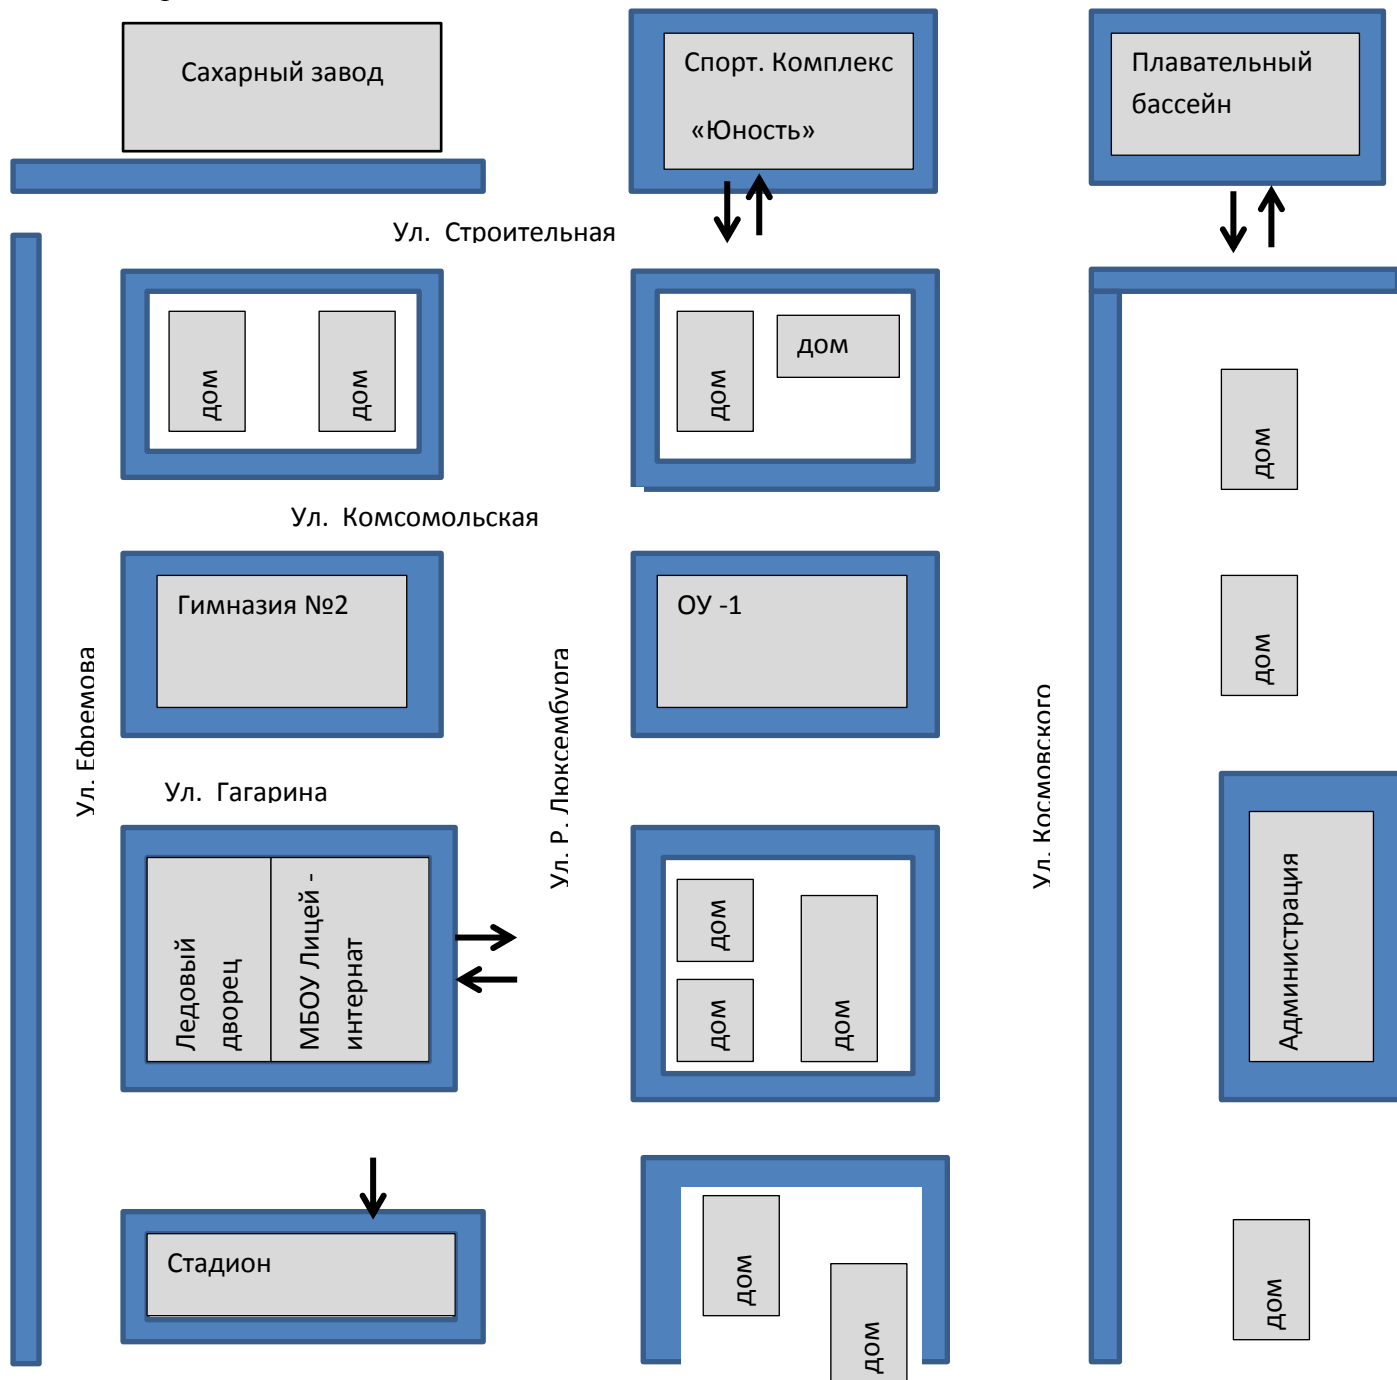 Сахарный завод
Спорт. Комплекс
«Юность»
Плавательный
бассейн
Ул. Строительная
дом
дом
дом
дом
дом
Ул. Комсомольская
Гимназия №2
ОУ -1
дом
Ул. Ефремова
Ул. Р. Люксембурга
Ул. Космовского
Ул. Гагарина
Ледовый
дворец
МБОУ Лицей -
интернат
дом
дом
дом
Администрация
Стадион
дом
дом
дом